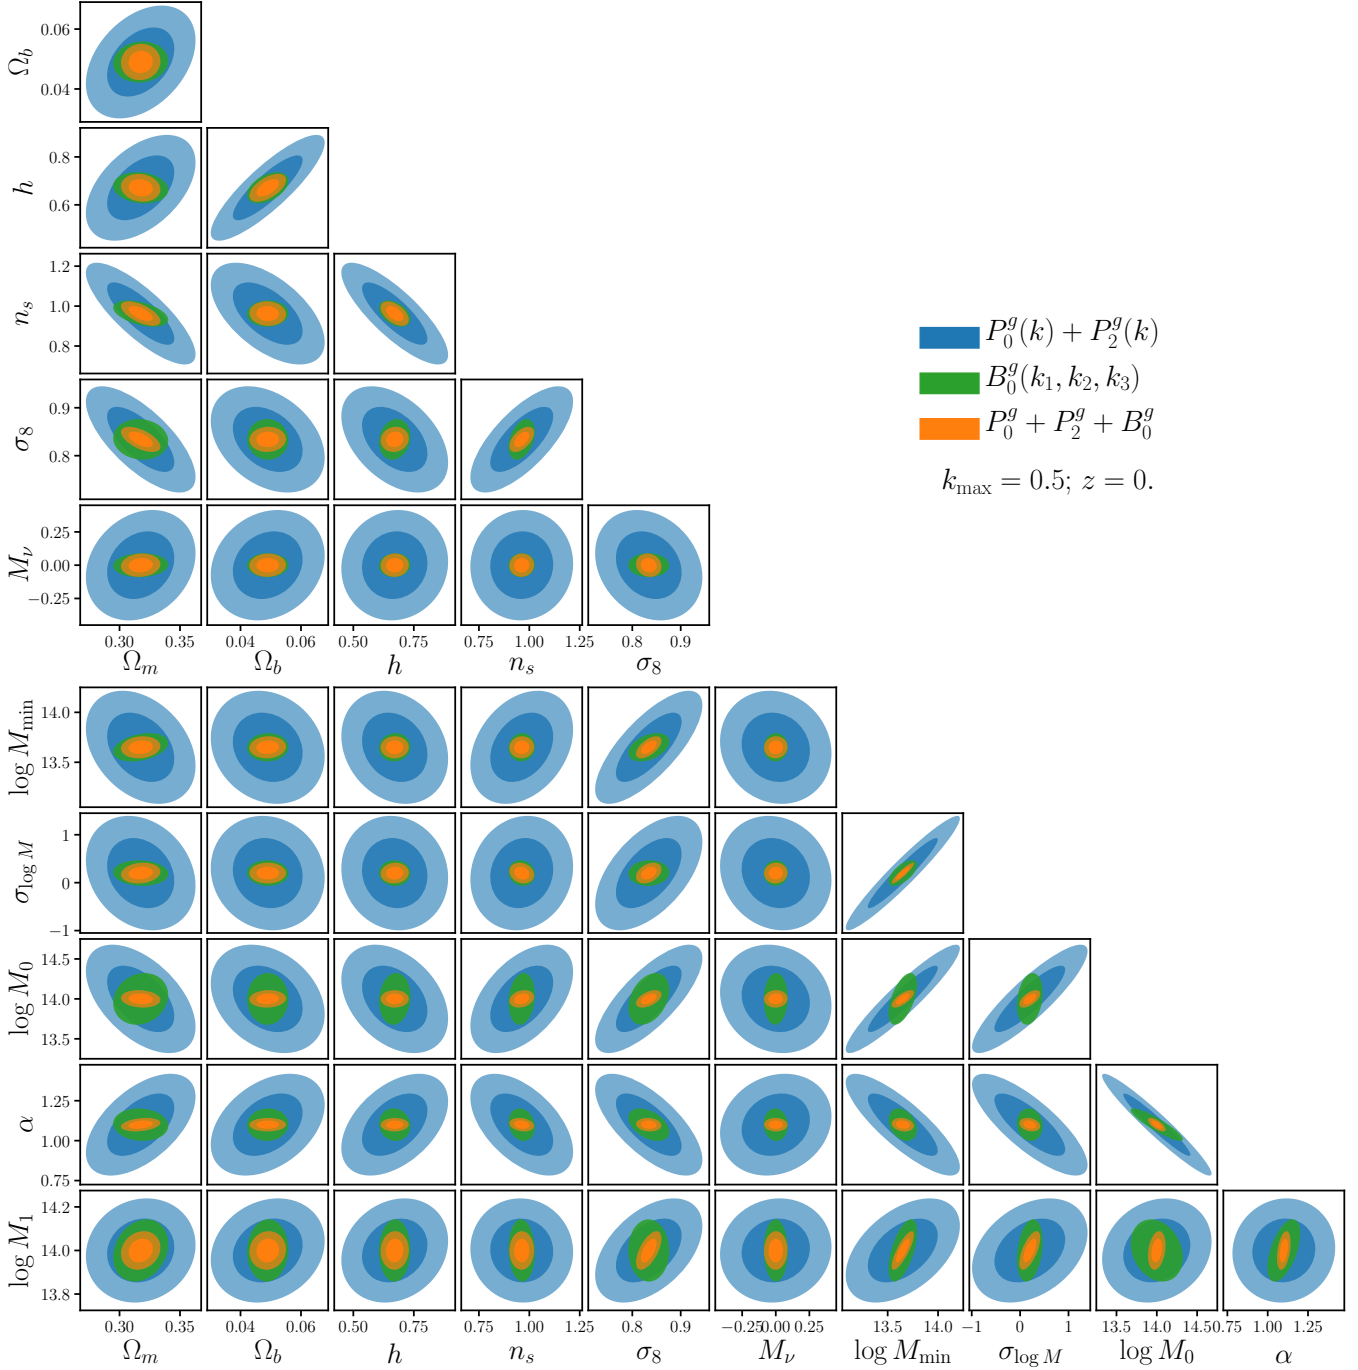 0.06
0.04
Ω_b
0.8
0.6
h
1.2
1.0
0.8
n_s
P_0^g(k) + P_2^g(k)
B_0^g(k_1, k_2, k_3)
P_0^g + P_2^g + B_0^g
k_max = 0.5; z = 0.
0.9
0.8
σ_8
0.25
0.00
−0.25
M_ν
0.30 0.35 0.04 0.06 0.50 0.75 0.75 1.00 1.25 0.8 0.9
Ω_m Ω_b h n_s σ_8
14.0
13.5
log M_min
1
0
−1
σ_log M
14.5
14.0
13.5
log M_0
1.25
1.00
0.75
α
14.2
14.0
13.8
log M_1
0.30 0.35 0.04 0.06 0.50 0.75 0.75 1.00 1.25 0.8 0.9 −0.25 0.00 0.25 13.5 14.0 −1 0 1 13.5 14.0 14.5 0.75 1.00 1.25
Ω_m Ω_b h n_s σ_8 M_ν log M_min σ_log M log M_0 α